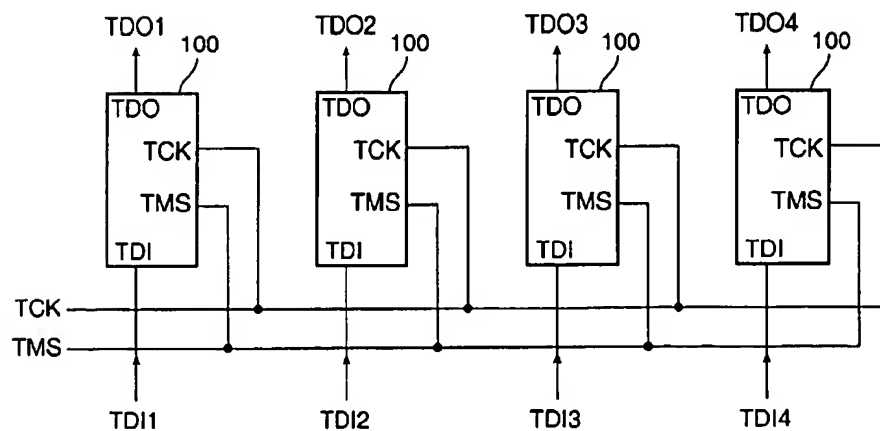 TDO1 TDO2 TDO3 TDO4
100 100 100 100
TDO TDO TDO TDO
TCK TCK TCK TCK
TMS TMS TMS TMS
TDI TDI TDI TDI
TCK
TMS
TDI1 TDI2 TDI3 TDI4